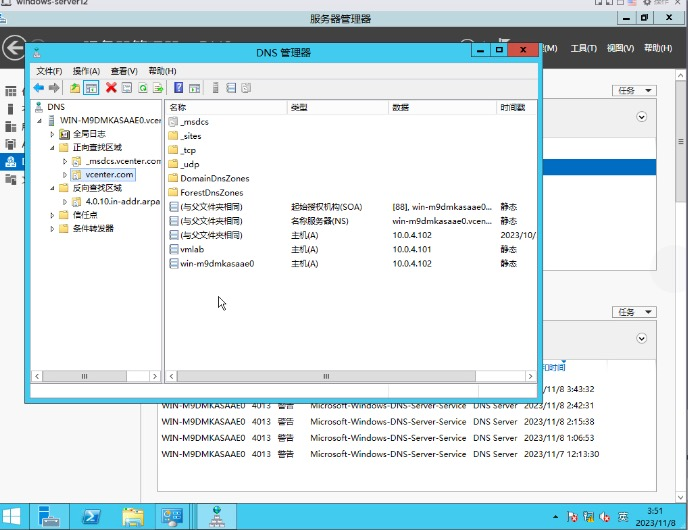 windows-server12
服务器管理器
工具(T) 视图(V) 帮助(H)
DNS 管理器
文件(F) 操作(A) 查看(V) 帮助(H)
DNS
WIN-M9DMKASAAE0.vcen
全局日志
正向查找区域
_msdcs.vcenter.com
vcenter.com
反向查找区域
4.0.10.in-addr.arpa
信任点
条件转发器
名称 类型 数据 时间戳
_msdcs
_sites
_tcp
_udp
DomainDnsZones
ForestDnsZones
(与父文件夹相同) 起始授权机构(SOA) [88], win-m9dmkasaae0... 静态
(与父文件夹相同) 名称服务器(NS) win-m9dmkasaae0.vcen... 静态
(与父文件夹相同) 主机(A) 10.0.4.102 2023/10/
vmlab 主机(A) 10.0.4.101 静态
win-m9dmkasaae0 主机(A) 10.0.4.102 静态
任务
任务
和时间
/11/8 3:43:32
WIN-M9DMKASAAE0 4013 警告 Microsoft-Windows-DNS-Server-Service DNS Server 2023/11/8 2:42:31
WIN-M9DMKASAAE0 4013 警告 Microsoft-Windows-DNS-Server-Service DNS Server 2023/11/8 2:15:38
WIN-M9DMKASAAE0 4013 警告 Microsoft-Windows-DNS-Server-Service DNS Server 2023/11/8 1:06:53
WIN-M9DMKASAAE0 4013 警告 Microsoft-Windows-DNS-Server-Service DNS Server 2023/11/7 12:13:30
英
3:51
2023/11/8